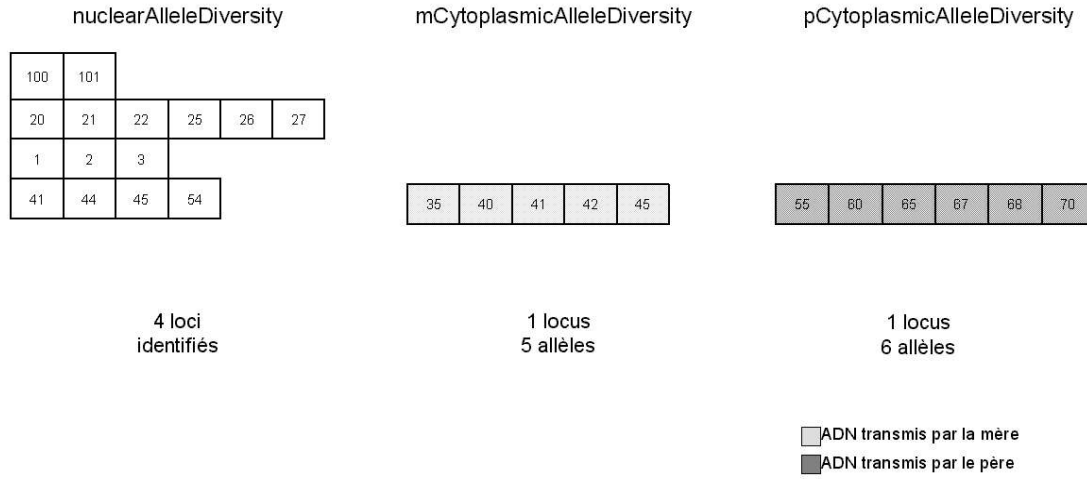 nuclearAlleleDiversity
mCytoplasmicAlleleDiversity
pCytoplasmicAlleleDiversity
100 101
20 21 22 25 26 27
1 2 3
41 44 45 54
35 40 41 42 45
55 60 65 67 68 70
4 loci
identifiés
1 locus
5 allèles
1 locus
6 allèles
ADN transmis par la mère
ADN transmis par le père